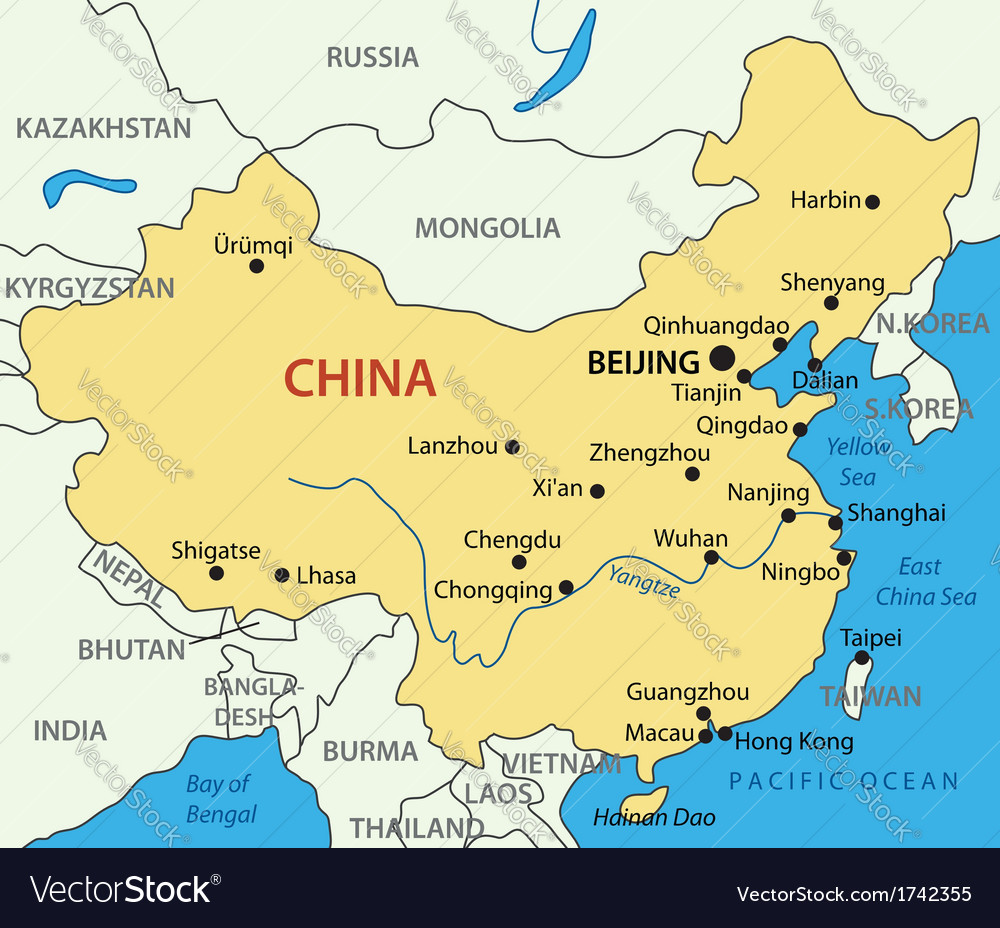 RUSSIA
KAZAKHSTAN
Harbin
MONGOLIA
Ürümqi
Shenyang
KYRGYZSTAN
Qinhuangdao
N.KOREA
BEIJING
CHINA
Dalian
Tianjin
S.KOREA
Qingdao
Lanzhou
Zhengzhou
Yellow
Sea
Xi'an
Nanjing
Shanghai
Chengdu
Wuhan
Shigatse
Lhasa
Chongqing
Yangtze
Ningbo
East
China Sea
NEPAL
BHUTAN
Taipei
BANGLA-
DESH
Guangzhou
TAIWAN
INDIA
Macau
Hong Kong
BURMA
VIETNAM
PACIFIC OCEAN
Bay of
Bengal
LAOS
Hainan Dao
THAILAND
VectorStock®
VectorStock.com/1742355